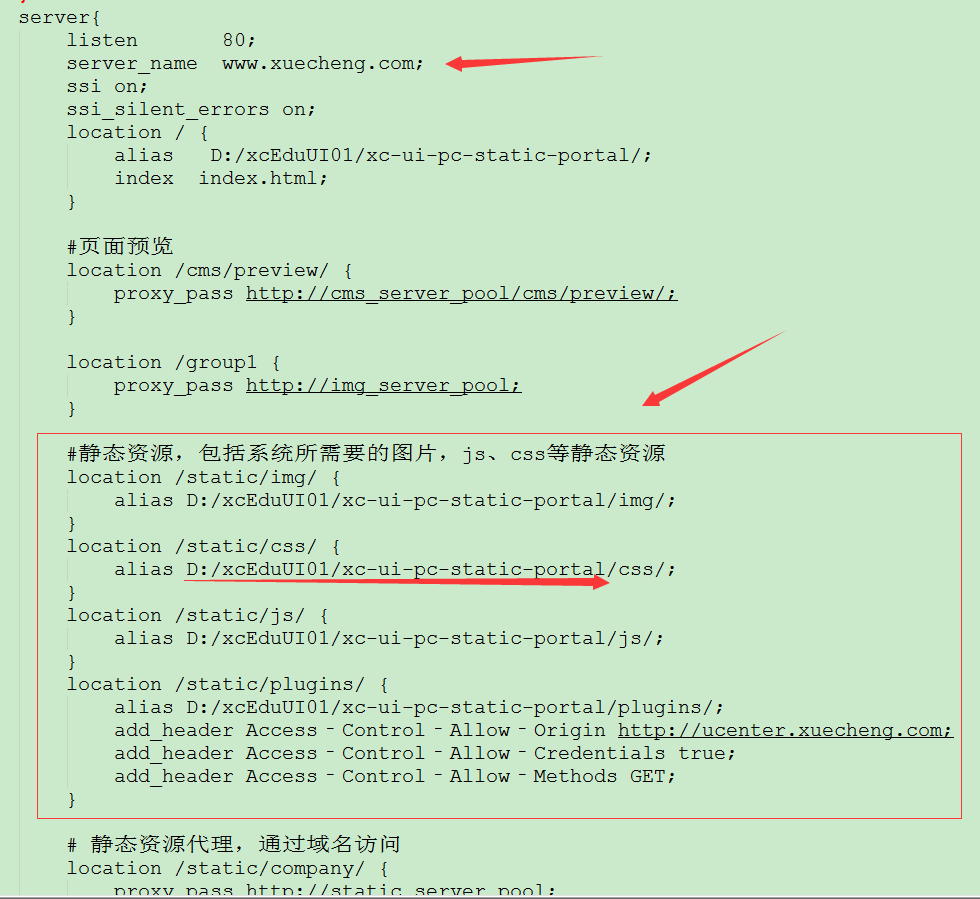 server{
listen 80;
server_name www.xuecheng.com;
ssi on;
ssi_silent_errors on;
location / {
alias D:/xcEduUI01/xc-ui-pc-static-portal/;
index index.html;
}
#页面预览
location /cms/preview/ {
proxy_pass http://cms_server_pool/cms/preview/;
}
location /group1 {
proxy_pass http://img_server_pool;
}
#静态资源，包括系统所需要的图片，js、css等静态资源
location /static/img/ {
alias D:/xcEduUI01/xc-ui-pc-static-portal/img/;
}
location /static/css/ {
alias D:/xcEduUI01/xc-ui-pc-static-portal/css/;
}
location /static/js/ {
alias D:/xcEduUI01/xc-ui-pc-static-portal/js/;
}
location /static/plugins/ {
alias D:/xcEduUI01/xc-ui-pc-static-portal/plugins/;
add_header Access‐Control‐Allow‐Origin http://ucenter.xuecheng.com;
add_header Access‐Control‐Allow‐Credentials true;
add_header Access‐Control‐Allow‐Methods GET;
}
# 静态资源代理，通过域名访问
location /static/company/ {
proxy_pass http://static_server_pool;